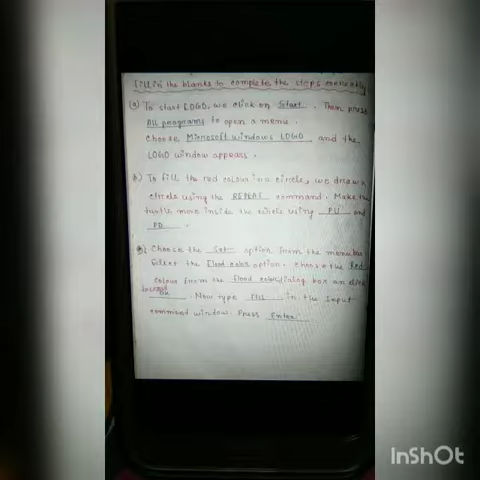 Fill in the blanks to complete the steps correctly
(a) To start LOGO, we click on Start. Then press
All programs to open a menu.
Choose Microsoft windows LOGO and the
LOGO window appears.
b) To fill the red colour in a circle, we draw a
circle using the REPEAT command. Make the
turtle move inside the circle using PU and
PD.
Choose the Set option from the menu bar
Select the Flood color option. Choose the Red
colour from the flood color dialog box an click
OK. Now type FILL in the Input
command window. Press Enter
InShOt